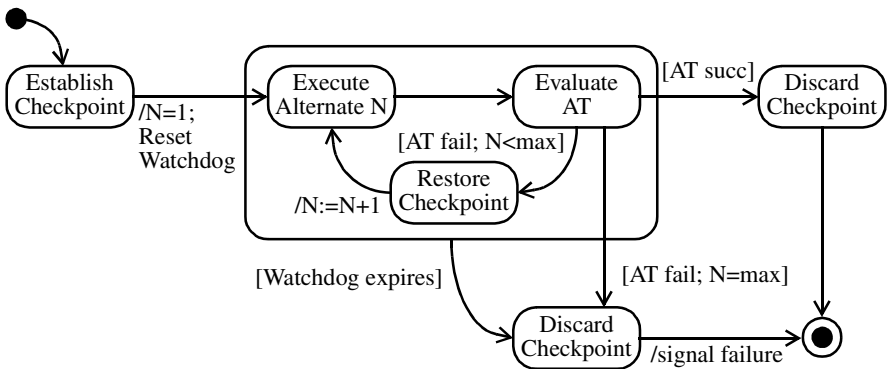 Establish
Checkpoint
/N=1;
Reset
Watchdog
Execute
Alternate N
Evaluate
AT
[AT succ]
Discard
Checkpoint
[AT fail; N<max]
Restore
Checkpoint
/N:=N+1
[Watchdog expires]
[AT fail; N=max]
Discard
Checkpoint
/signal failure